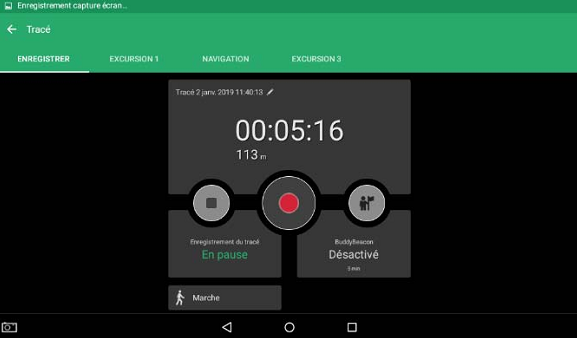 Enregistrement capture écran...
Tracé
ENREGISTRER
EXCURSION 1
NAVIGATION
EXCURSION 3
Tracé 2 janv. 2019 11:40:13
00:05:16
113 m
Enregistrement du tracé
En pause
BuddyBeacon
Désactivé
5 min
Marche